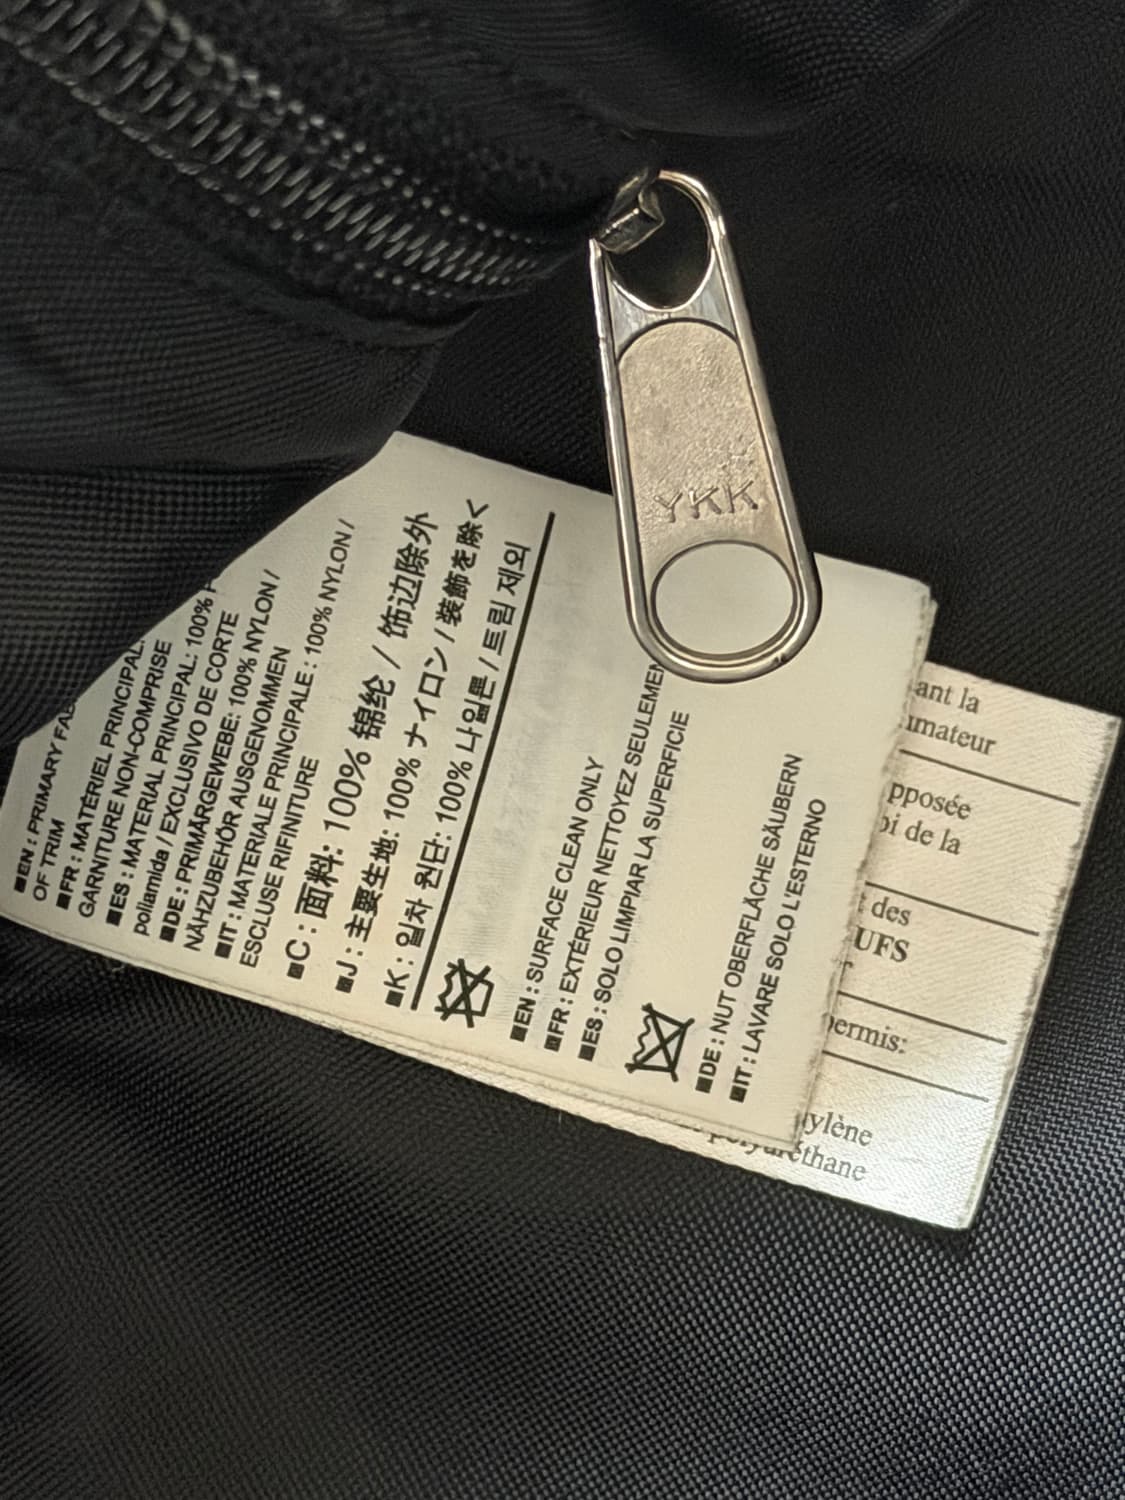 YKK
■EN : PRIMARY
OF TRIM
■FR : MATÉRIEL PRINCIPAL
GARNITURE NON-COMPRISE
■ES : MATERIAL PRINCIPAL: 100%
poliamida / EXCLUSIVO DE CORTE
■DE : PRIMÄRGEWEBE: 100% NYLON /
NÄHZUBEHÖR AUSGENOMMEN
■IT : MATERIALE PRINCIPALE : 100% NYLON /
ESCLUSE RIFINITURE
■C : 面料: 100% 锦纶 / 饰边除外
■J : 主要生地: 100% ナイロン / 装飾を除く
■K : 일차 원단: 100% 나일론 / 트림 제외
■EN : SURFACE CLEAN ONLY
■FR : EXTÉRIEUR NETTOYEZ SEULEMEN
■ES : SOLO LIMPIAR LA SUPERFICIE
■DE : NUT OBERFLÄCHE SÄUBERN
■IT : LAVARE SOLO L'ESTERNO
ant la
mateur
pposée
oi de la
des
UFS
permis:
ylène
polyuréthane